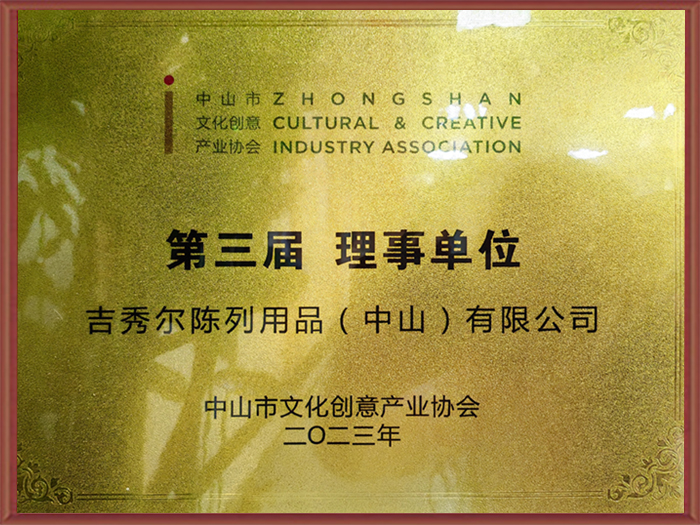 中山市 ZHONGSHAN
文化创意 CULTURAL & CREATIVE
产业协会 INDUSTRY ASSOCIATION
第三届 理事单位
吉秀尔陈列用品（中山）有限公司
中山市文化创意产业协会
二〇二三年